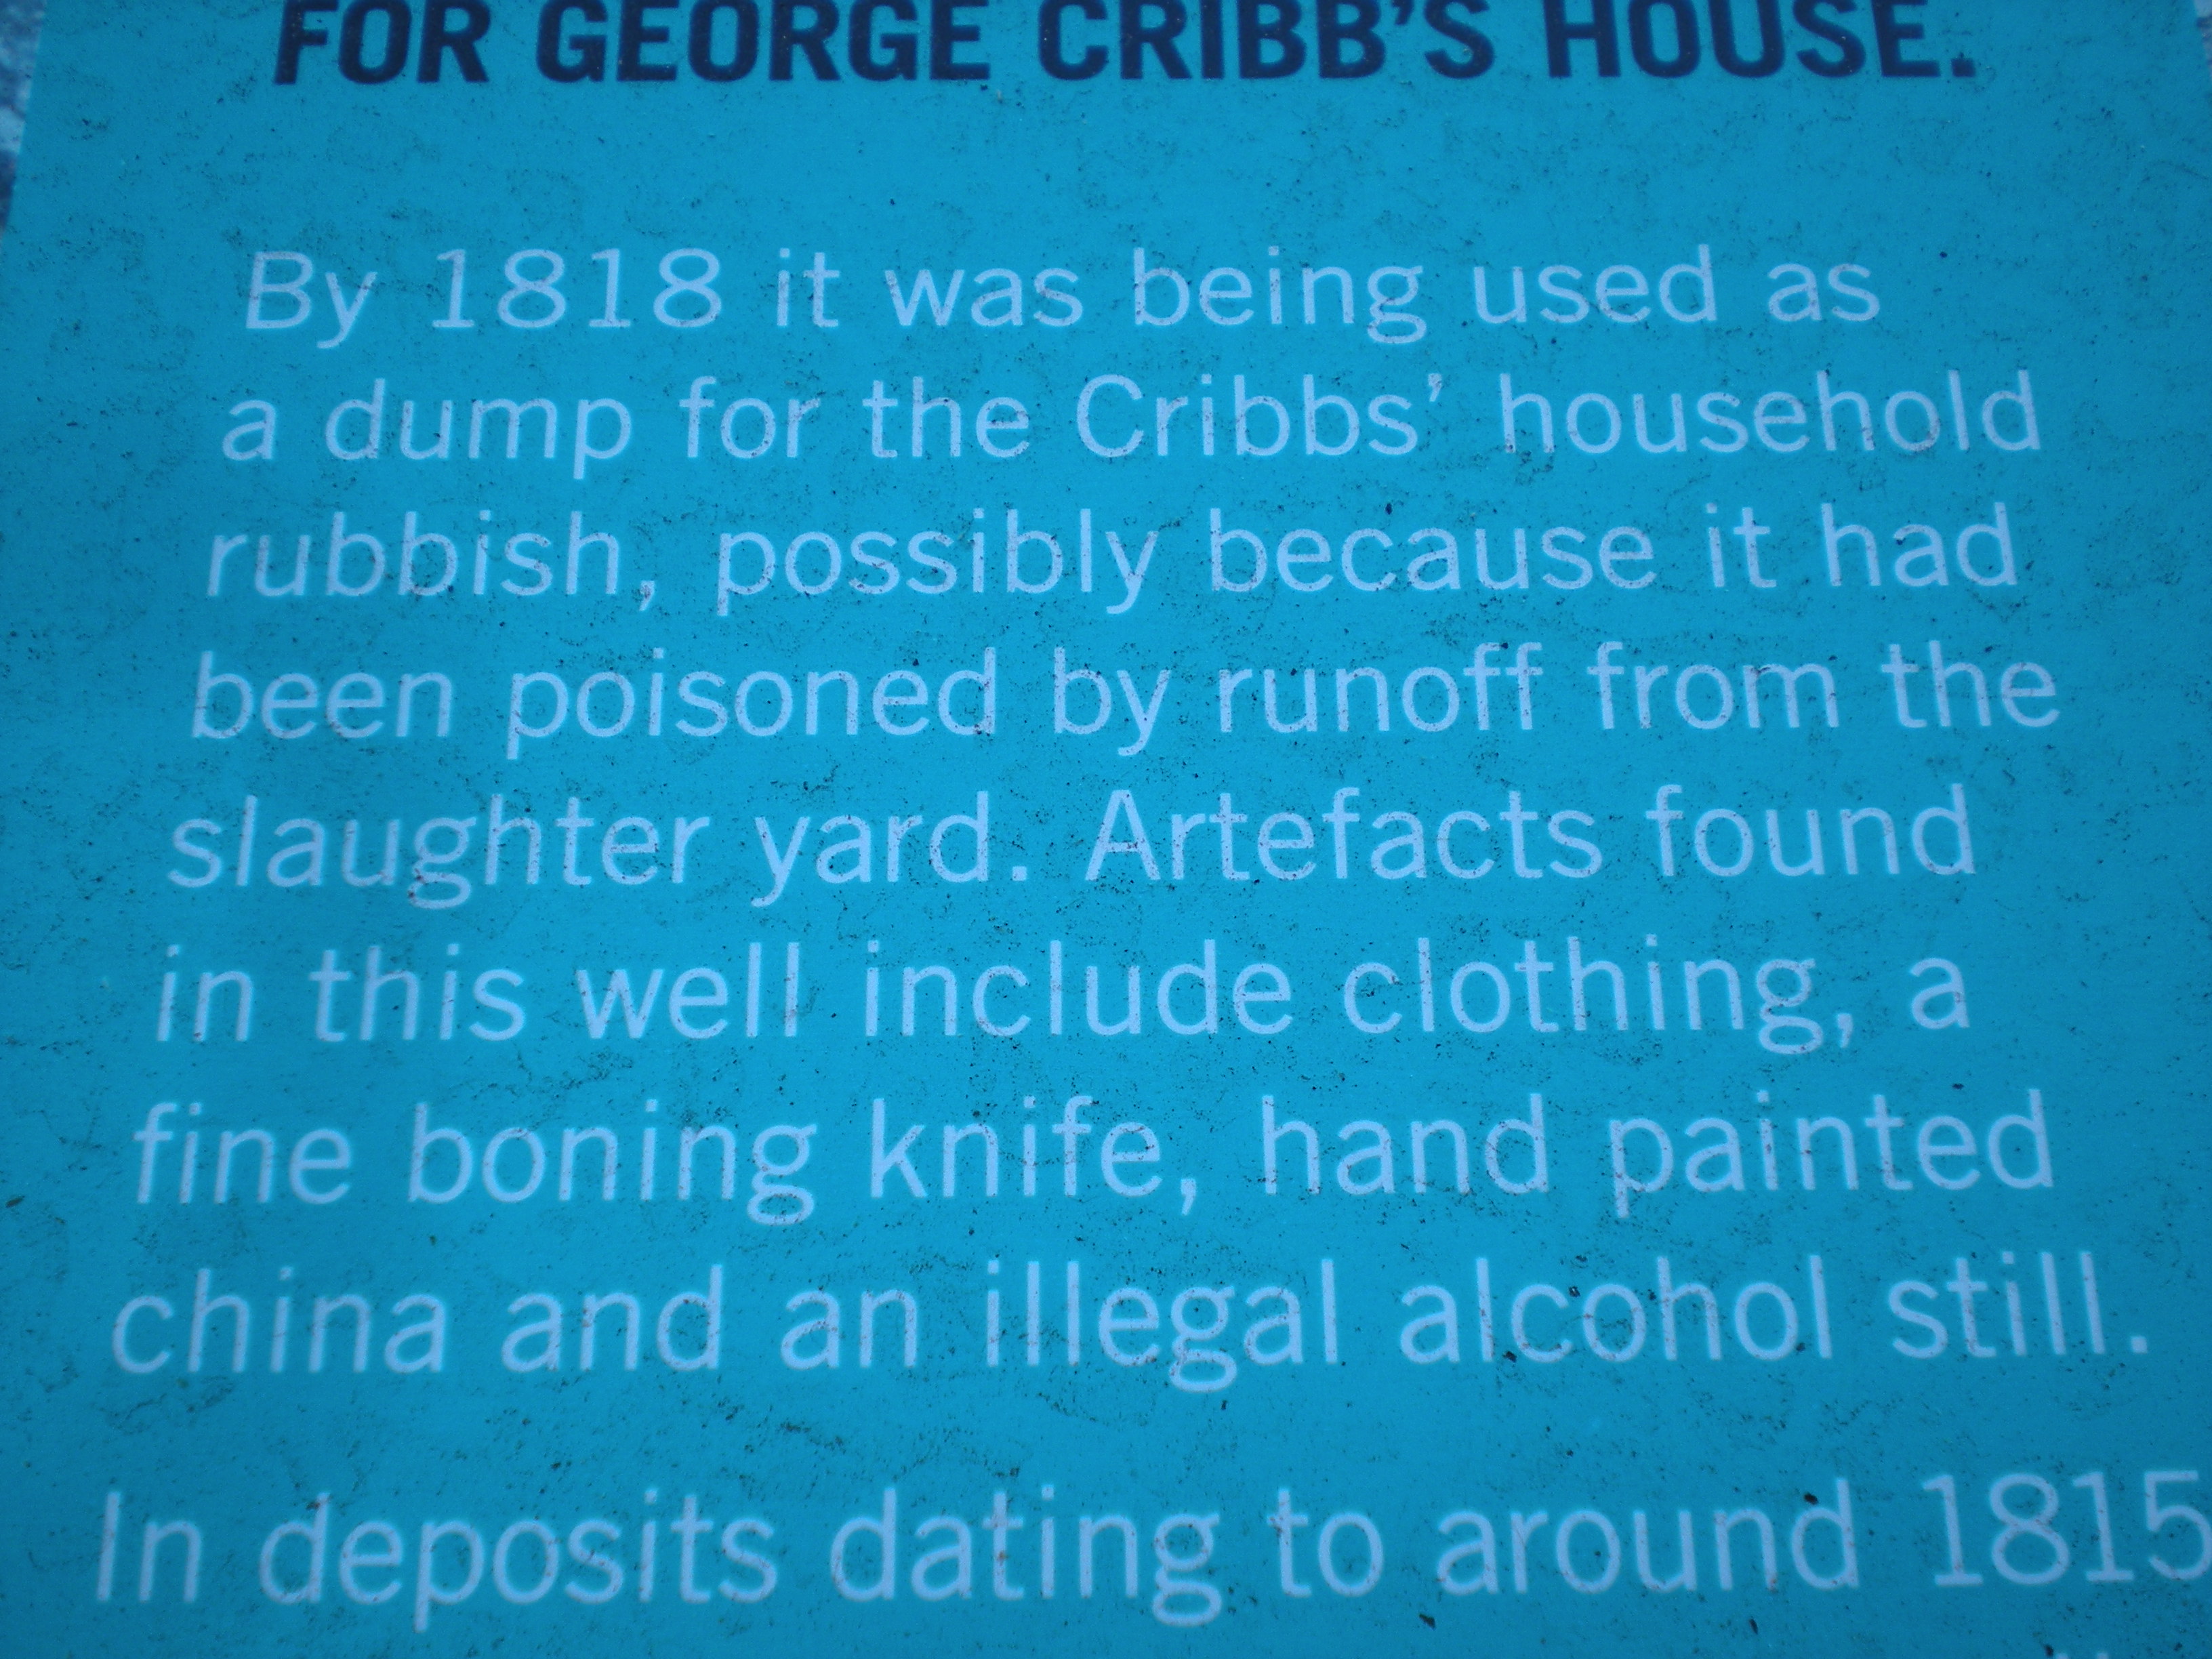 FOR GEORGE CRIBB’S HOUSE.
By 1818 it was being used as
a dump for the Cribbs’ household
rubbish, possibly because it had
been poisoned by runoff from the
slaughter yard. Artefacts found
in this well include clothing, a
fine boning knife, hand painted
china and an illegal alcohol still.
In deposits dating to around 1815